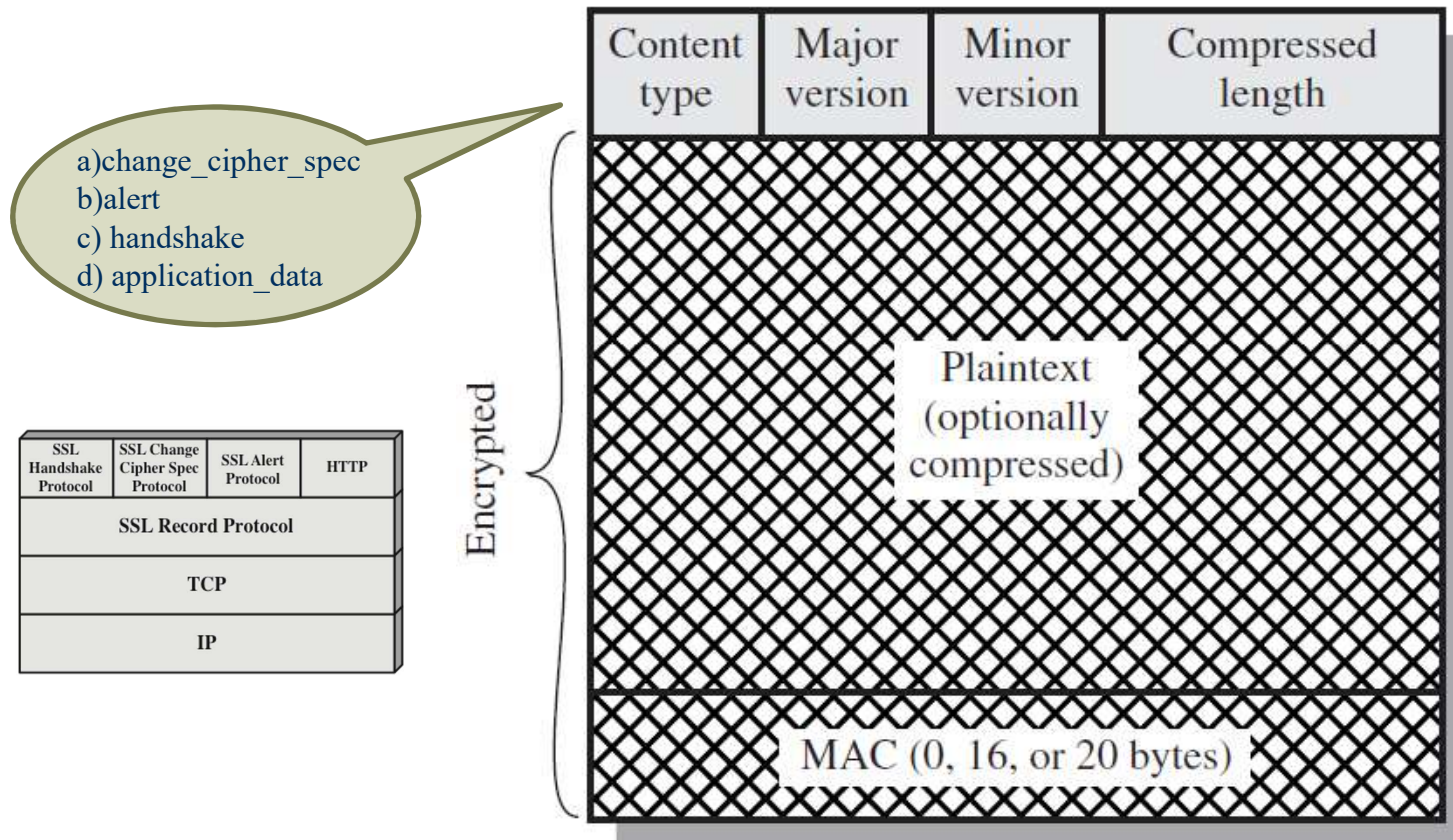 Content
type
Major
version
Minor
version
Compressed
length
a)change_cipher_spec
b)alert
c) handshake
d) application_data
Encrypted
Plaintext
(optionally
compressed)
SSL
Handshake
Protocol
SSL Change
Cipher Spec
Protocol
SSL Alert
Protocol
HTTP
SSL Record Protocol
TCP
IP
MAC (0, 16, or 20 bytes)